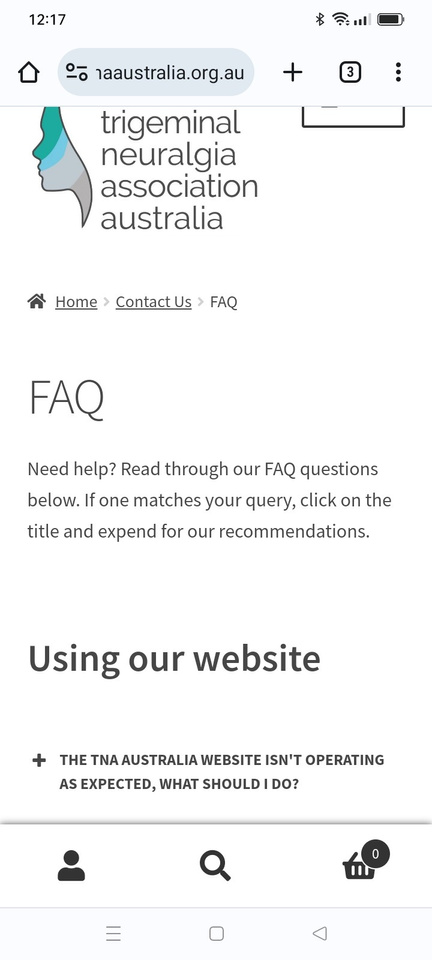 12:17
naaustralia.org.au
3
trigeminal
neuralgia
association
australia
Home > Contact Us > FAQ
FAQ
Need help? Read through our FAQ questions
below. If one matches your query, click on the
title and expend for our recommendations.
Using our website
+ THE TNA AUSTRALIA WEBSITE ISN'T OPERATING
AS EXPECTED, WHAT SHOULD I DO?
0